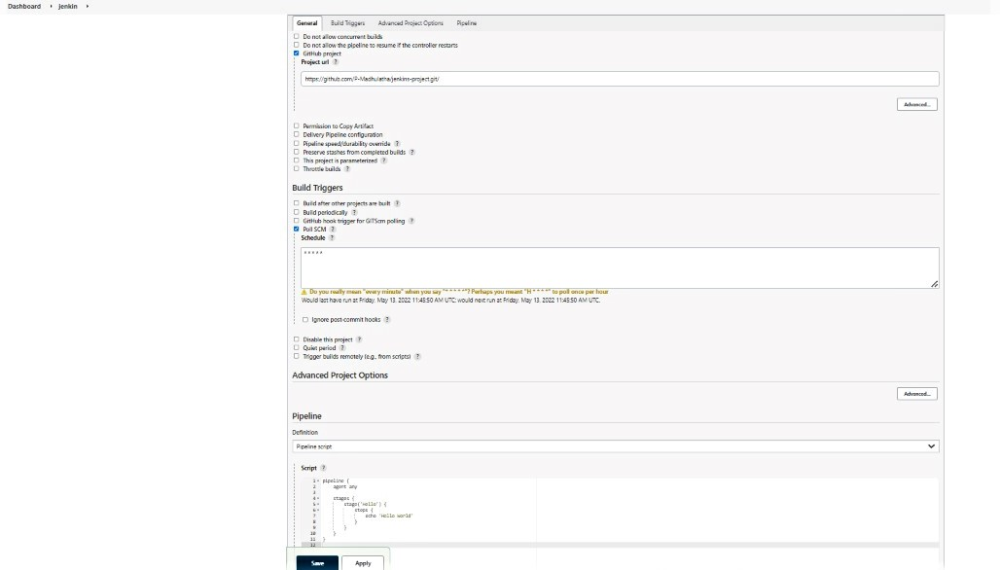 Dashboard ▸ Jenkin ▸
General Build Triggers Advanced Project Options Pipeline
Do not allow concurrent builds
Do not allow the pipeline to resume if the controller restarts
GitHub project
Project url ?
https://github.com/P-Madhulatha/jenkins-project.git/
Advanced...
Permission to Copy Artifact
Delivery Pipeline configuration
Pipeline speed/durability override ?
Preserve stashes from completed builds ?
This project is parameterized ?
Throttle builds ?
Build Triggers
Build after other projects are built ?
Build periodically ?
GitHub hook trigger for GITScm polling ?
Poll SCM ?
Schedule ?
* * * * *
Do you really mean "every minute" when you say "* * * * *"? Perhaps you meant "H * * * *" to poll once per hour
Would last have run at Friday, May 13, 2022 11:45:50 AM UTC; would next run at Friday, May 13, 2022 11:45:50 AM UTC.
Ignore post-commit hooks ?
Disable this project ?
Quiet period ?
Trigger builds remotely (e.g., from scripts) ?
Advanced Project Options
Advanced...
Pipeline
Definition
Pipeline script
Script ?
1 pipeline {
2 agent any
3
4 stages {
5 stage('Hello') {
6 steps {
7 echo 'Hello World'
8 }
9 }
10 }
11 }
12
Save Apply